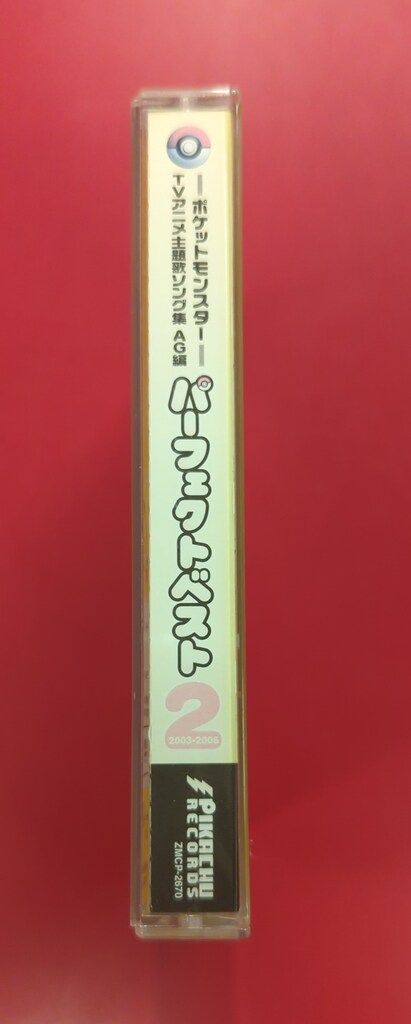 ーポケットモンスターー
TVアニメ主題歌ソング集 AG編
パーフェクトベスト
2
2003-2006
PIKACHU
RECORDS
ZMCP-2670